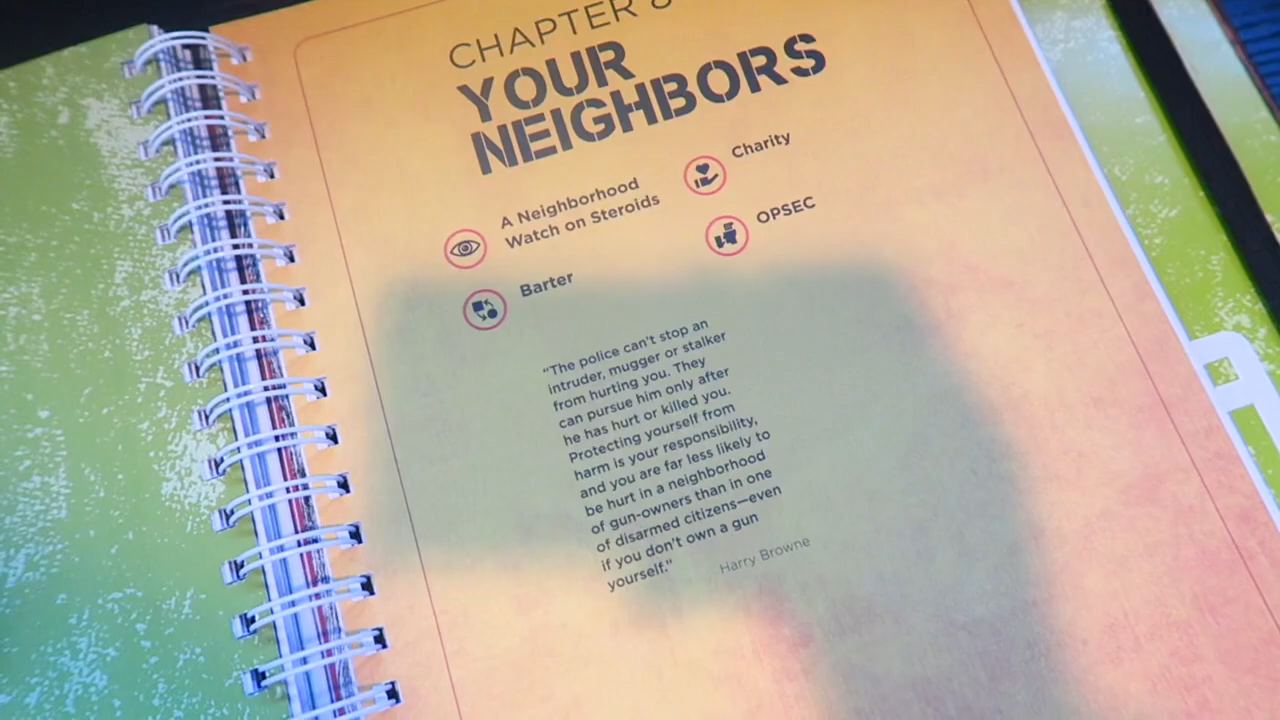 CHAPTER
YOUR
NEIGHBORS
A Neighborhood
Watch on Steroids
Barter
Charity
OPSEC
“The police can’t stop an
intruder, mugger or stalker
from hurting you. They
can pursue him only after
he has hurt or killed you.
Protecting yourself from
harm is your responsibility,
and you are far less likely to
be hurt in a neighborhood
of gun-owners than in one
of disarmed citizens—even
if you don’t own a gun
yourself.”
Harry Browne